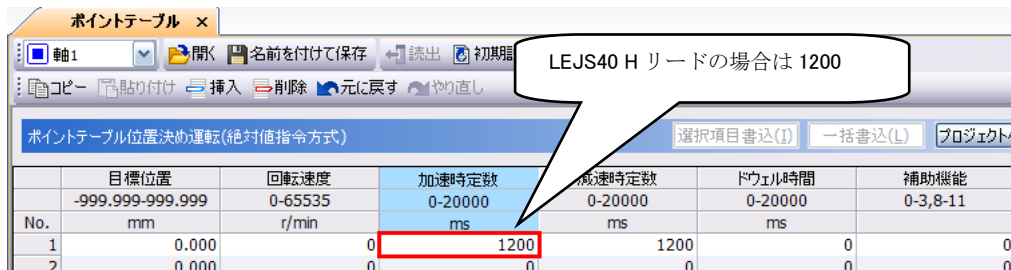 ポイントテーブル ×
軸1 開く 名前を付けて保存 読出
コピー 貼り付け 挿入 削除 元に戻す やり直し
LEJS40 H リードの場合は 1200
ポイントテーブル位置決め運転(絶対値指令方式) 選択項目書込(I) 一括書込(L)
目標位置 回転速度 加速時定数 減速時定数 ドウェル時間 補助機能
-999.999-999.999 0-65535 0-20000 0-20000 0-20000 0-3,8-11
No. mm r/min ms ms ms
1 0.000 0 1200 1200 0 0
2 0.000 0 0 0 0 0